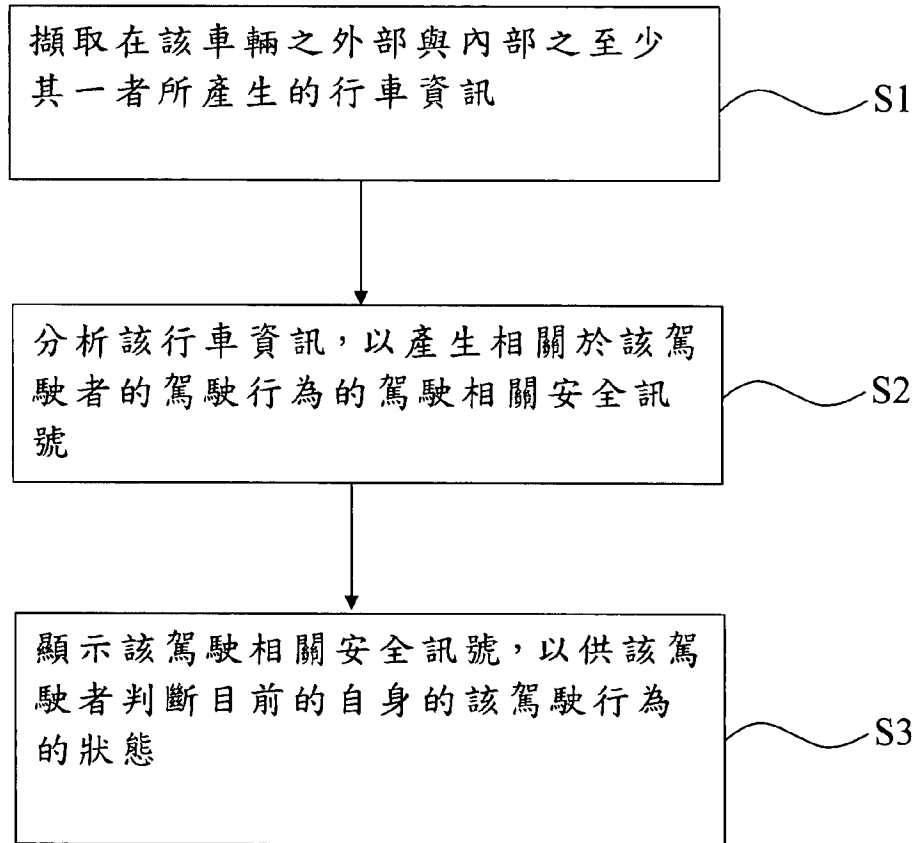 擷取在該車輛之外部與內部之至少
其一者所產生的行車資訊
S1
分析該行車資訊，以產生相關於該駕
駛者的駕駛行為的駕駛相關安全訊
號
S2
顯示該駕駛相關安全訊號，以供該駕
駛者判斷目前的自身的該駕駛行為
的狀態
S3